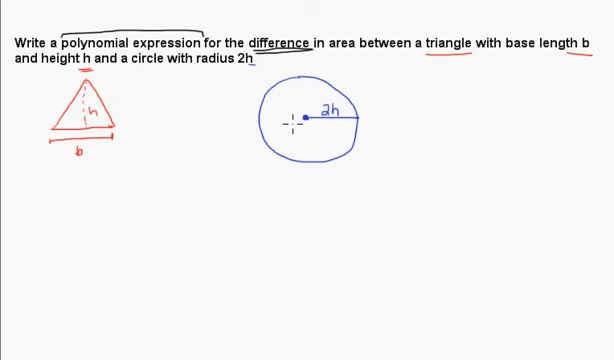 Write a polynomial expression for the difference in area between a triangle with base length b
and height h and a circle with radius 2h
h
2h
b